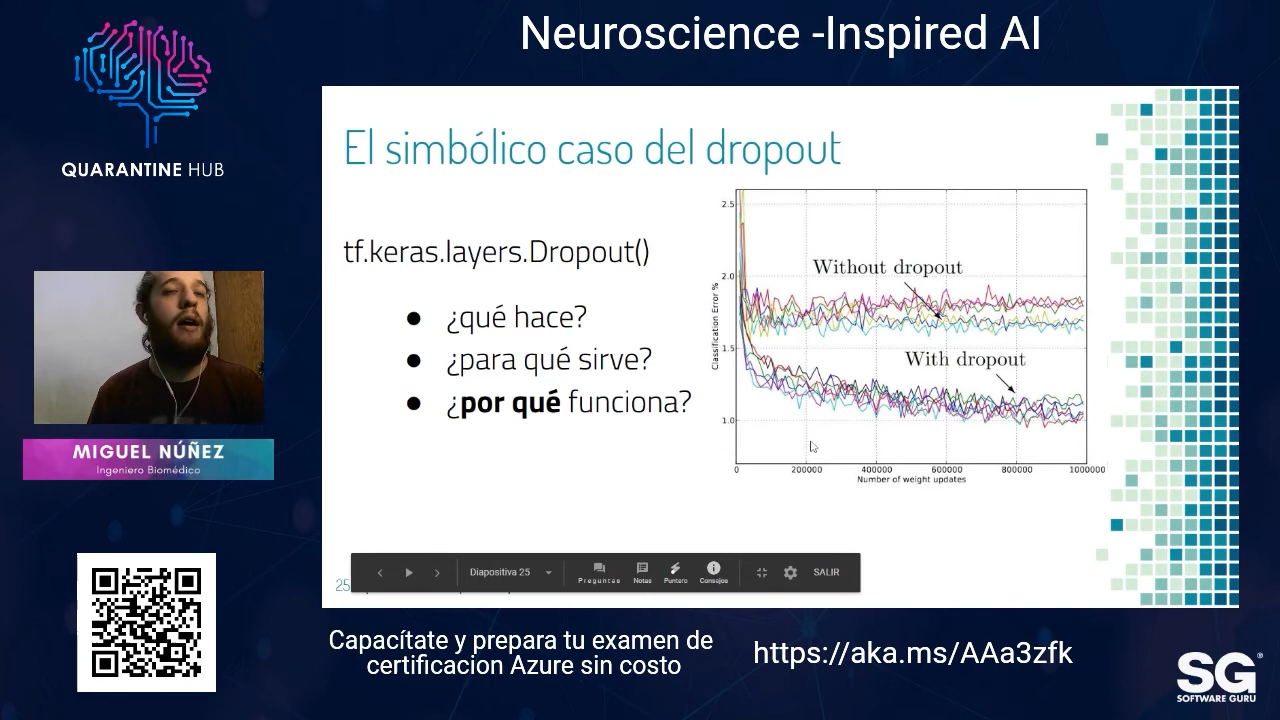 Neuroscience -Inspired AI
QUARANTINE HUB
El simbólico caso del dropout
tf.keras.layers.Dropout()
● ¿qué hace?
● ¿para qué sirve?
● ¿por qué funciona?
2.5
2.0
1.5
1.0
Classification Error %
Without dropout
With dropout
0
200000
400000
600000
800000
1000000
Number of weight updates
MIGUEL NÚÑEZ
Ingeniero Biomédico
Diapositiva 25
Preguntas
Notas
Puntero
Consejos
SALIR
25
Capacítate y prepara tu examen de
certificacion Azure sin costo
https://aka.ms/AAa3zfk
SG
SOFTWARE GURU